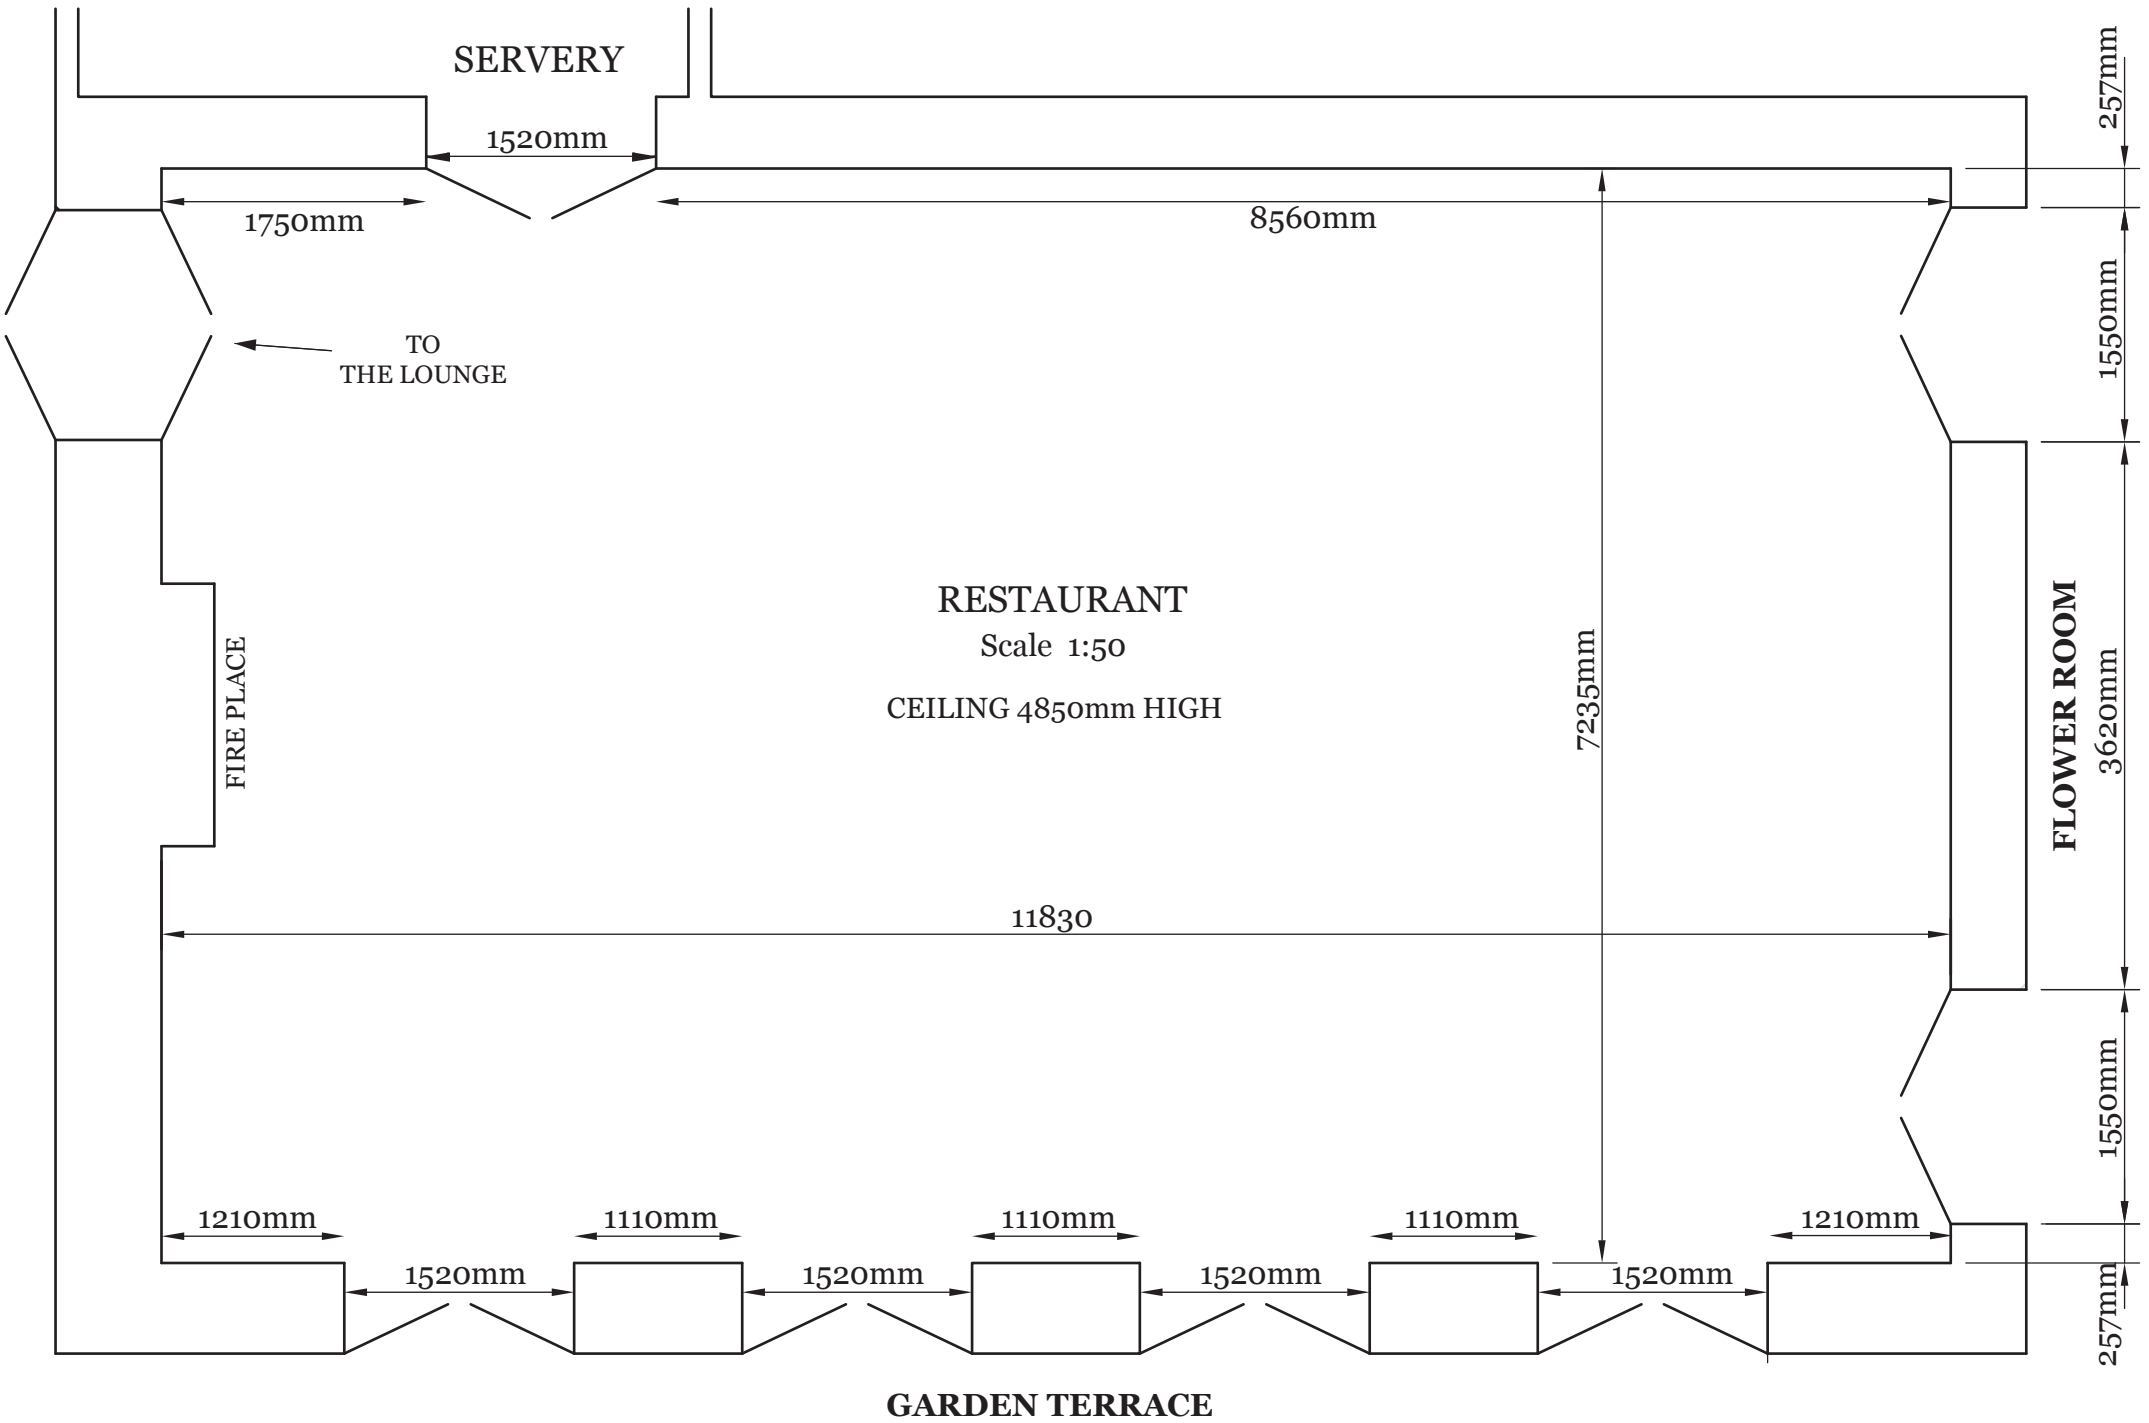 SERVERY
257mm
1520mm
1750mm
8560mm
1550mm
TO
THE LOUNGE
RESTAURANT
Scale 1:50
CEILING 4850mm HIGH
FIRE PLACE
7235mm
FLOWER ROOM
3620mm
11830
1550mm
1210mm
1110mm
1110mm
1110mm
1210mm
1520mm
1520mm
1520mm
1520mm
257mm
GARDEN TERRACE